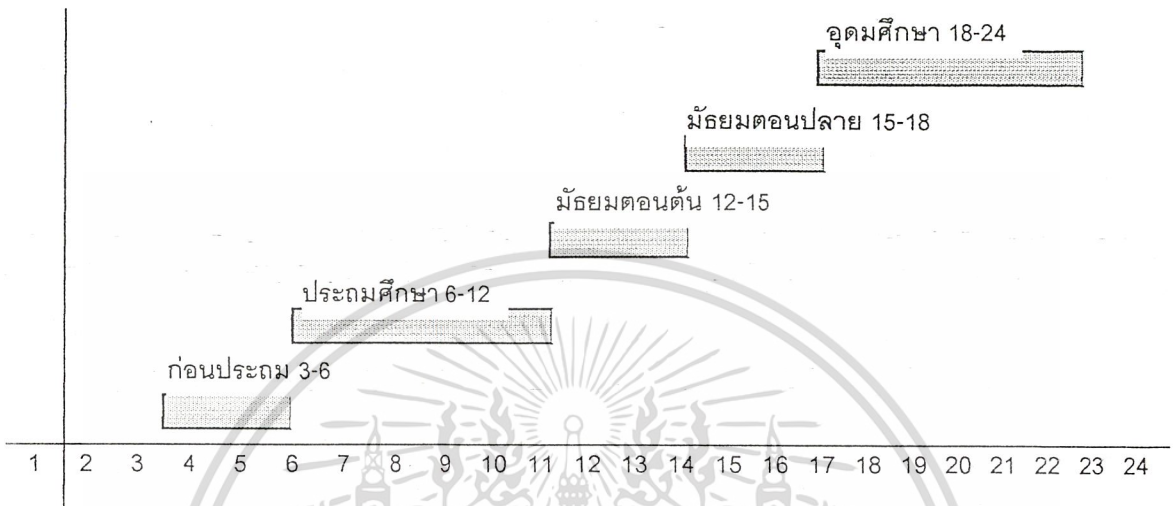 อุดมศึกษา 18-24
มัธยมตอนปลาย 15-18
มัธยมตอนต้น 12-15
ประถมศึกษา 6-12
ก่อนประถม 3-6
1 2 3 4 5 6 7 8 9 10 11 12 13 14 15 16 17 18 19 20 21 22 23 24